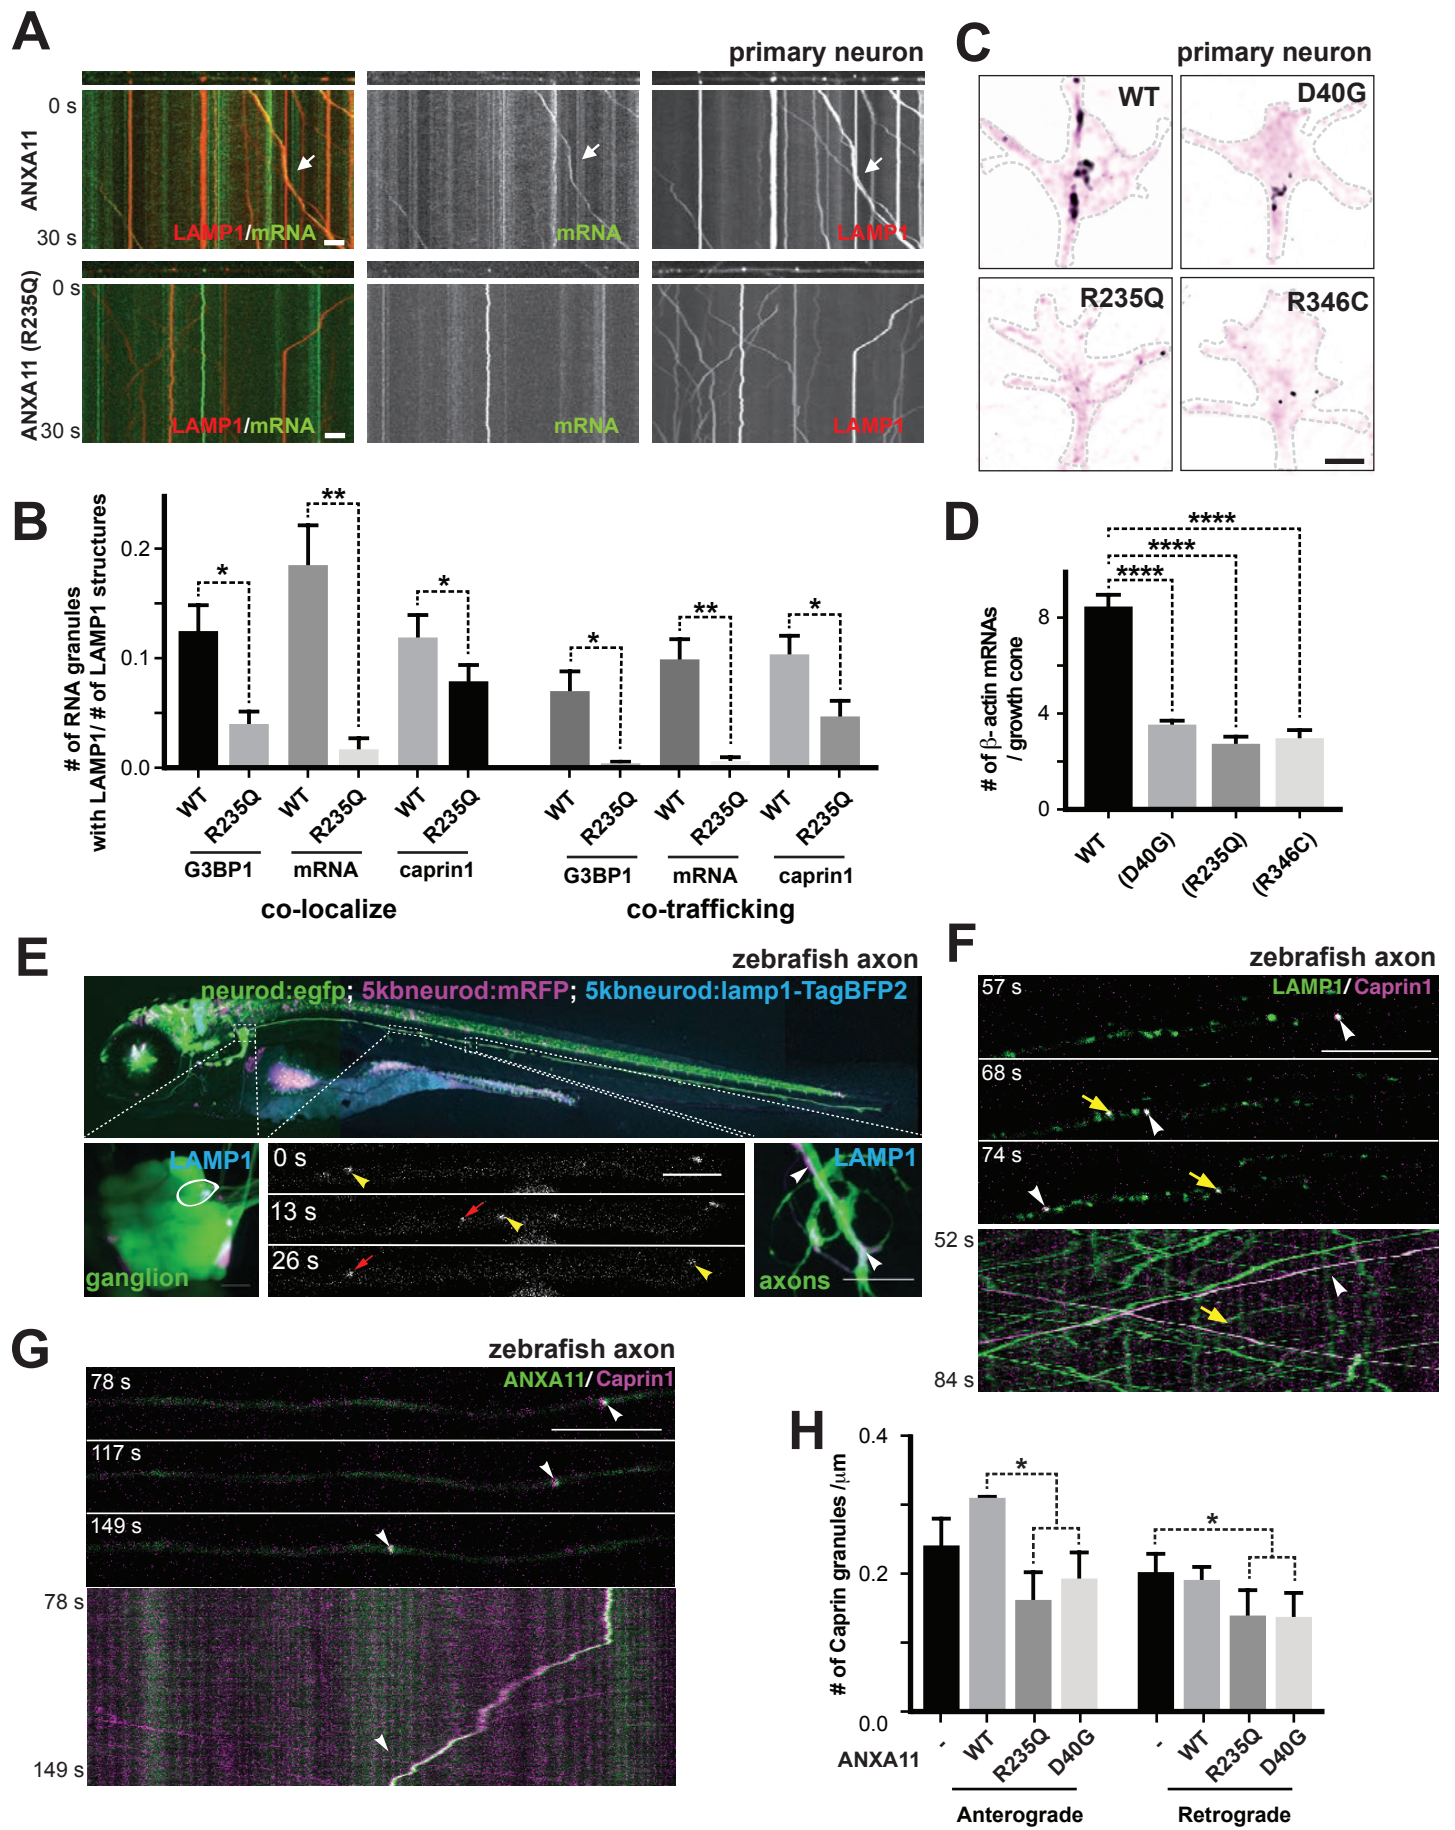 A
primary neuron
0 s
ANXA11
30 s
LAMP1/mRNA
mRNA
LAMP1
0 s
ANXA11 (R235Q)
30 s
LAMP1/mRNA
mRNA
LAMP1
C
primary neuron
WT
D40G
R235Q
R346C
B
# of RNA granules
with LAMP1/ # of LAMP1 structures
0.2
0.1
0.0
*
**
*
*
**
*
WT
R235Q
WT
R235Q
WT
R235Q
WT
R235Q
WT
R235Q
WT
R235Q
G3BP1
mRNA
caprin1
G3BP1
mRNA
caprin1
co-localize
co-trafficking
D
# of β-actin mRNAs
/ growth cone
8
4
0
****
****
****
WT
(D40G)
(R235Q)
(R346C)
E
zebrafish axon
neurod:egfp; 5kbneurod:mRFP; 5kbneurod:lamp1-TagBFP2
LAMP1
ganglion
0 s
13 s
26 s
LAMP1
axons
F
zebrafish axon
57 s
LAMP1/Caprin1
68 s
74 s
52 s
84 s
G
zebrafish axon
78 s
ANXA11/Caprin1
117 s
149 s
78 s
149 s
H
# of Caprin granules /μm
0.4
0.2
0.0
*
*
ANXA11
-
WT
R235Q
D40G
-
WT
R235Q
D40G
Anterograde
Retrograde